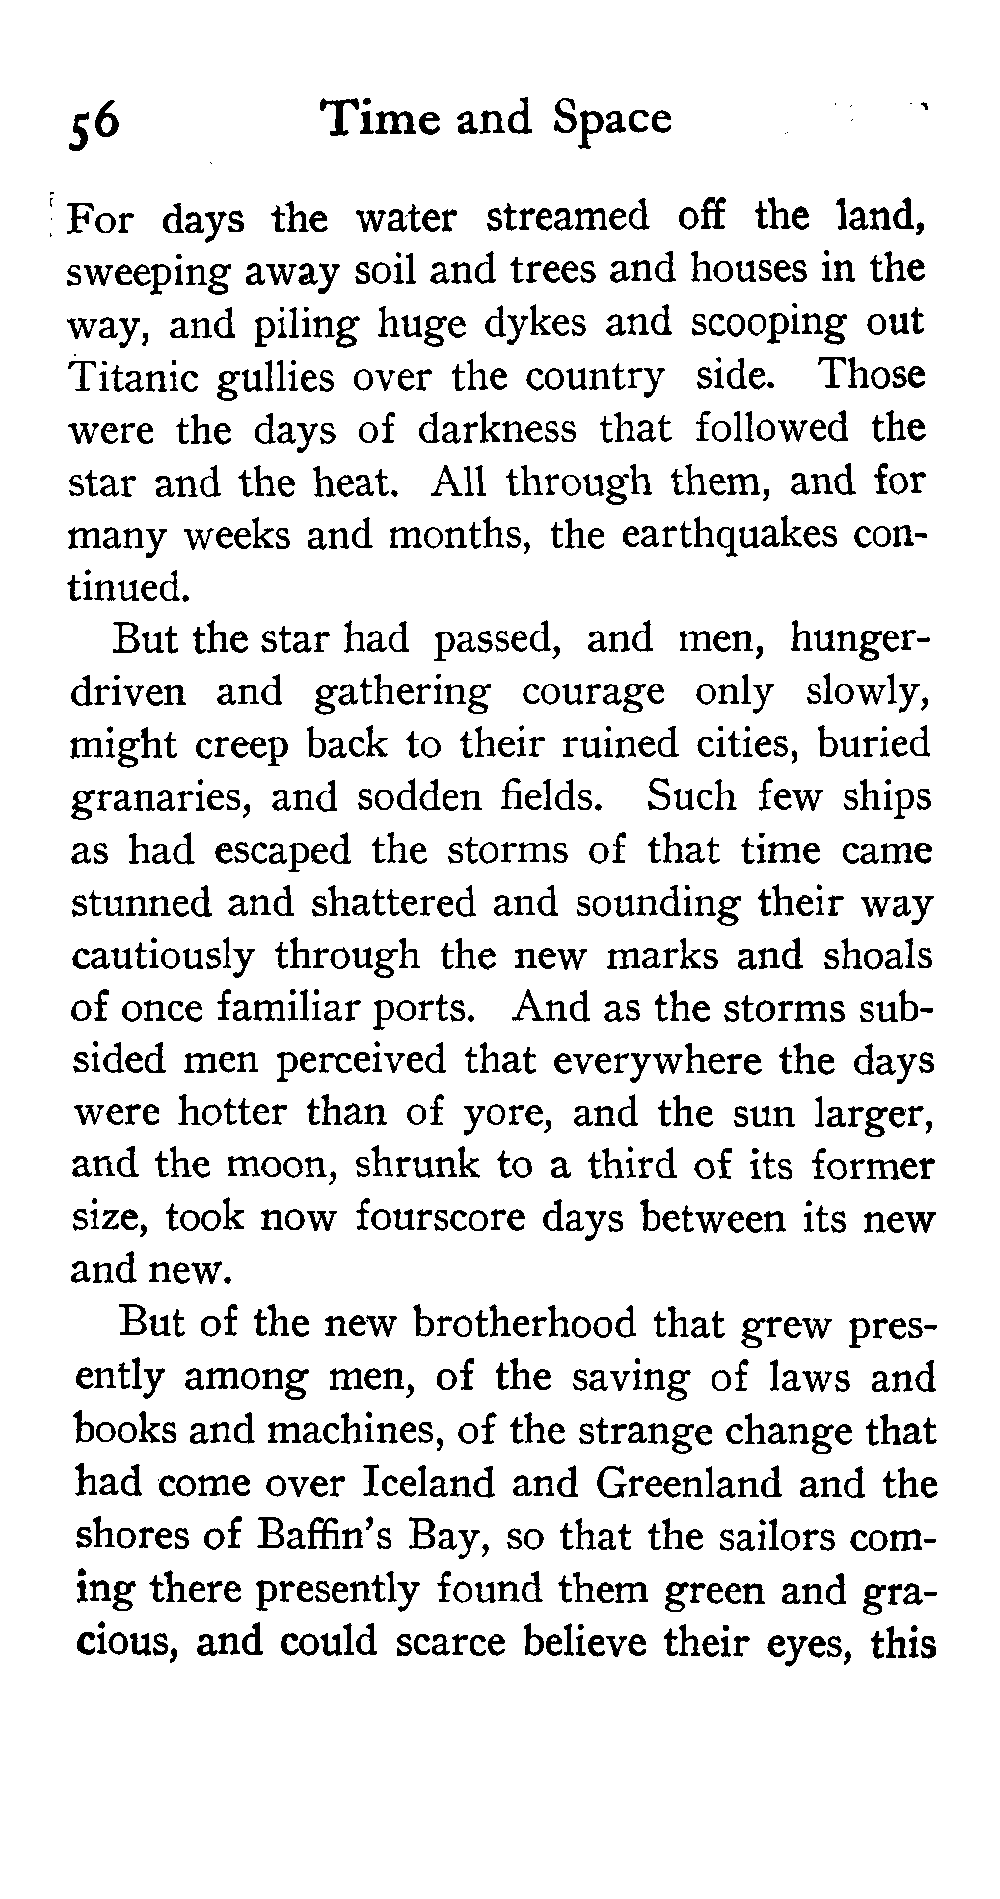 56 Time and Space
For days the water streamed off the land,
sweeping away soil and trees and houses in the
way, and piling huge dykes and scooping out
Titanic gullies over the country side. Those
were the days of darkness that followed the
star and the heat. All through them, and for
many weeks and months, the earthquakes con-
tinued.
But the star had passed, and men, hunger-
driven and gathering courage only slowly,
might creep back to their ruined cities, buried
granaries, and sodden fields. Such few ships
as had escaped the storms of that time came
stunned and shattered and sounding their way
cautiously through the new marks and shoals
of once familiar ports. And as the storms sub-
sided men perceived that everywhere the days
were hotter than of yore, and the sun larger,
and the moon, shrunk to a third of its former
size, took now fourscore days between its new
and new.
But of the new brotherhood that grew pres-
ently among men, of the saving of laws and
books and machines, of the strange change that
had come over Iceland and Greenland and the
shores of Baffin's Bay, so that the sailors com-
ing there presently found them green and gra-
cious, and could scarce believe their eyes, this